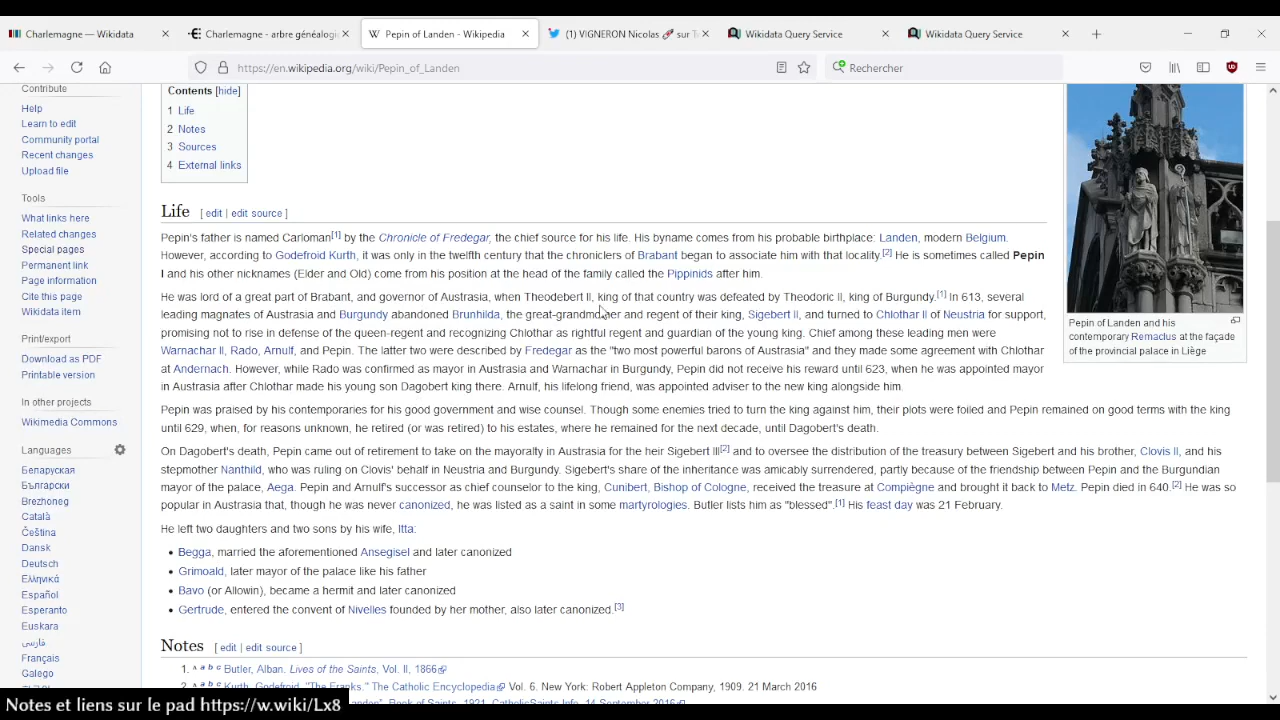 Charlemagne — Wikidata
Charlemagne - arbre généalogi
Pepin of Landen - Wikipedia
(1) VIGNERON Nicolas 🚀 sur T
Wikidata Query Service
Wikidata Query Service
https://en.wikipedia.org/wiki/Pepin_of_Landen
Rechercher
Contribute
Help
Learn to edit
Community portal
Recent changes
Upload file
Tools
What links here
Related changes
Special pages
Permanent link
Page information
Cite this page
Wikidata item
Print/export
Download as PDF
Printable version
In other projects
Wikimedia Commons
Languages
Беларуская
Български
Brezhoneg
Català
Čeština
Dansk
Deutsch
Ελληνικά
Español
Esperanto
Euskara
فارسی
Français
Galego
Contents [hide]
1 Life
2 Notes
3 Sources
4 External links
Life [ edit | edit source ]
Pepin's father is named Carloman[1] by the Chronicle of Fredegar, the chief source for his life. His byname comes from his probable birthplace: Landen, modern Belgium.
However, according to Godefroid Kurth, it was only in the twelfth century that the chroniclers of Brabant began to associate him with that locality.[2] He is sometimes called Pepin
I and his other nicknames (Elder and Old) come from his position at the head of the family called the Pippinids after him.
He was lord of a great part of Brabant, and governor of Austrasia, when Theodebert II, king of that country was defeated by Theodoric II, king of Burgundy.[1] In 613, several
leading magnates of Austrasia and Burgundy abandoned Brunhilda, the great-grandmother and regent of their king, Sigebert II, and turned to Chlothar II of Neustria for support,
promising not to rise in defense of the queen-regent and recognizing Chlothar as rightful regent and guardian of the young king. Chief among these leading men were
Warnachar II, Rado, Arnulf, and Pepin. The latter two were described by Fredegar as the "two most powerful barons of Austrasia" and they made some agreement with Chlothar
at Andernach. However, while Rado was confirmed as mayor in Austrasia and Warnachar in Burgundy, Pepin did not receive his reward until 623, when he was appointed mayor
in Austrasia after Chlothar made his young son Dagobert king there. Arnulf, his lifelong friend, was appointed adviser to the new king alongside him.
Pepin was praised by his contemporaries for his good government and wise counsel. Though some enemies tried to turn the king against him, their plots were foiled and Pepin remained on good terms with the king
until 629, when, for reasons unknown, he retired (or was retired) to his estates, where he remained for the next decade, until Dagobert's death.
On Dagobert's death, Pepin came out of retirement to take on the mayoralty in Austrasia for the heir Sigebert III[2] and to oversee the distribution of the treasury between Sigebert and his brother, Clovis II, and his
stepmother Nanthild, who was ruling on Clovis' behalf in Neustria and Burgundy. Sigebert's share of the inheritance was amicably surrendered, partly because of the friendship between Pepin and the Burgundian
mayor of the palace, Aega. Pepin and Arnulf's successor as chief counselor to the king, Cunibert, Bishop of Cologne, received the treasure at Compiègne and brought it back to Metz. Pepin died in 640.[2] He was so
popular in Austrasia that, though he was never canonized, he was listed as a saint in some martyrologies. Butler lists him as "blessed".[1] His feast day was 21 February.
He left two daughters and two sons by his wife, Itta:
• Begga, married the aforementioned Ansegisel and later canonized
• Grimoald, later mayor of the palace like his father
• Bavo (or Allowin), became a hermit and later canonized
• Gertrude, entered the convent of Nivelles founded by her mother, also later canonized.[3]
Pepin of Landen and his
contemporary Remaclus at the façade
of the provincial palace in Liège
Notes [ edit | edit source ]
1. ^ a b c Butler, Alban. Lives of the Saints, Vol. II, 1866
2. ^ a b c Kurth, Godefroid. "The Franks." The Catholic Encyclopedia Vol. 6. New York: Robert Appleton Company, 1909. 21 March 2016
Book of Saints, 1921. CatholicSaints.Info. 14 September 2016
Notes et liens sur le pad https://w.wiki/Lx8